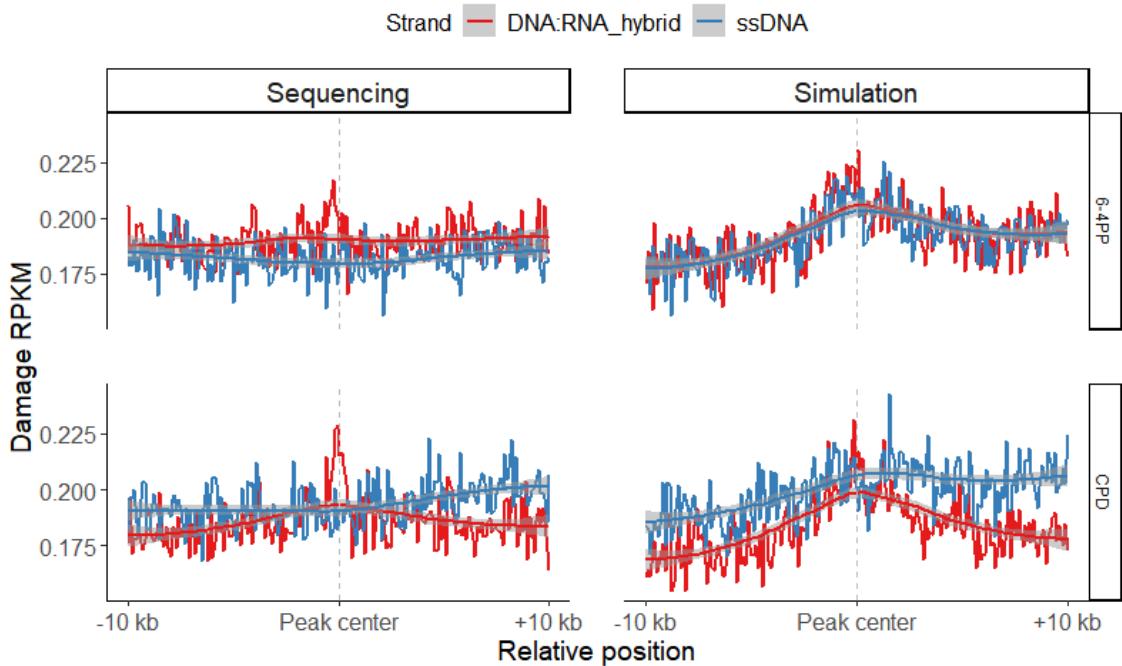 Strand DNA:RNA_hybrid ssDNA
Sequencing Simulation
0.225
0.200
0.175
6-4PP
Damage RPKM
0.225
0.200
0.175
CPD
-10 kb Peak center +10 kb -10 kb Peak center +10 kb
Relative position